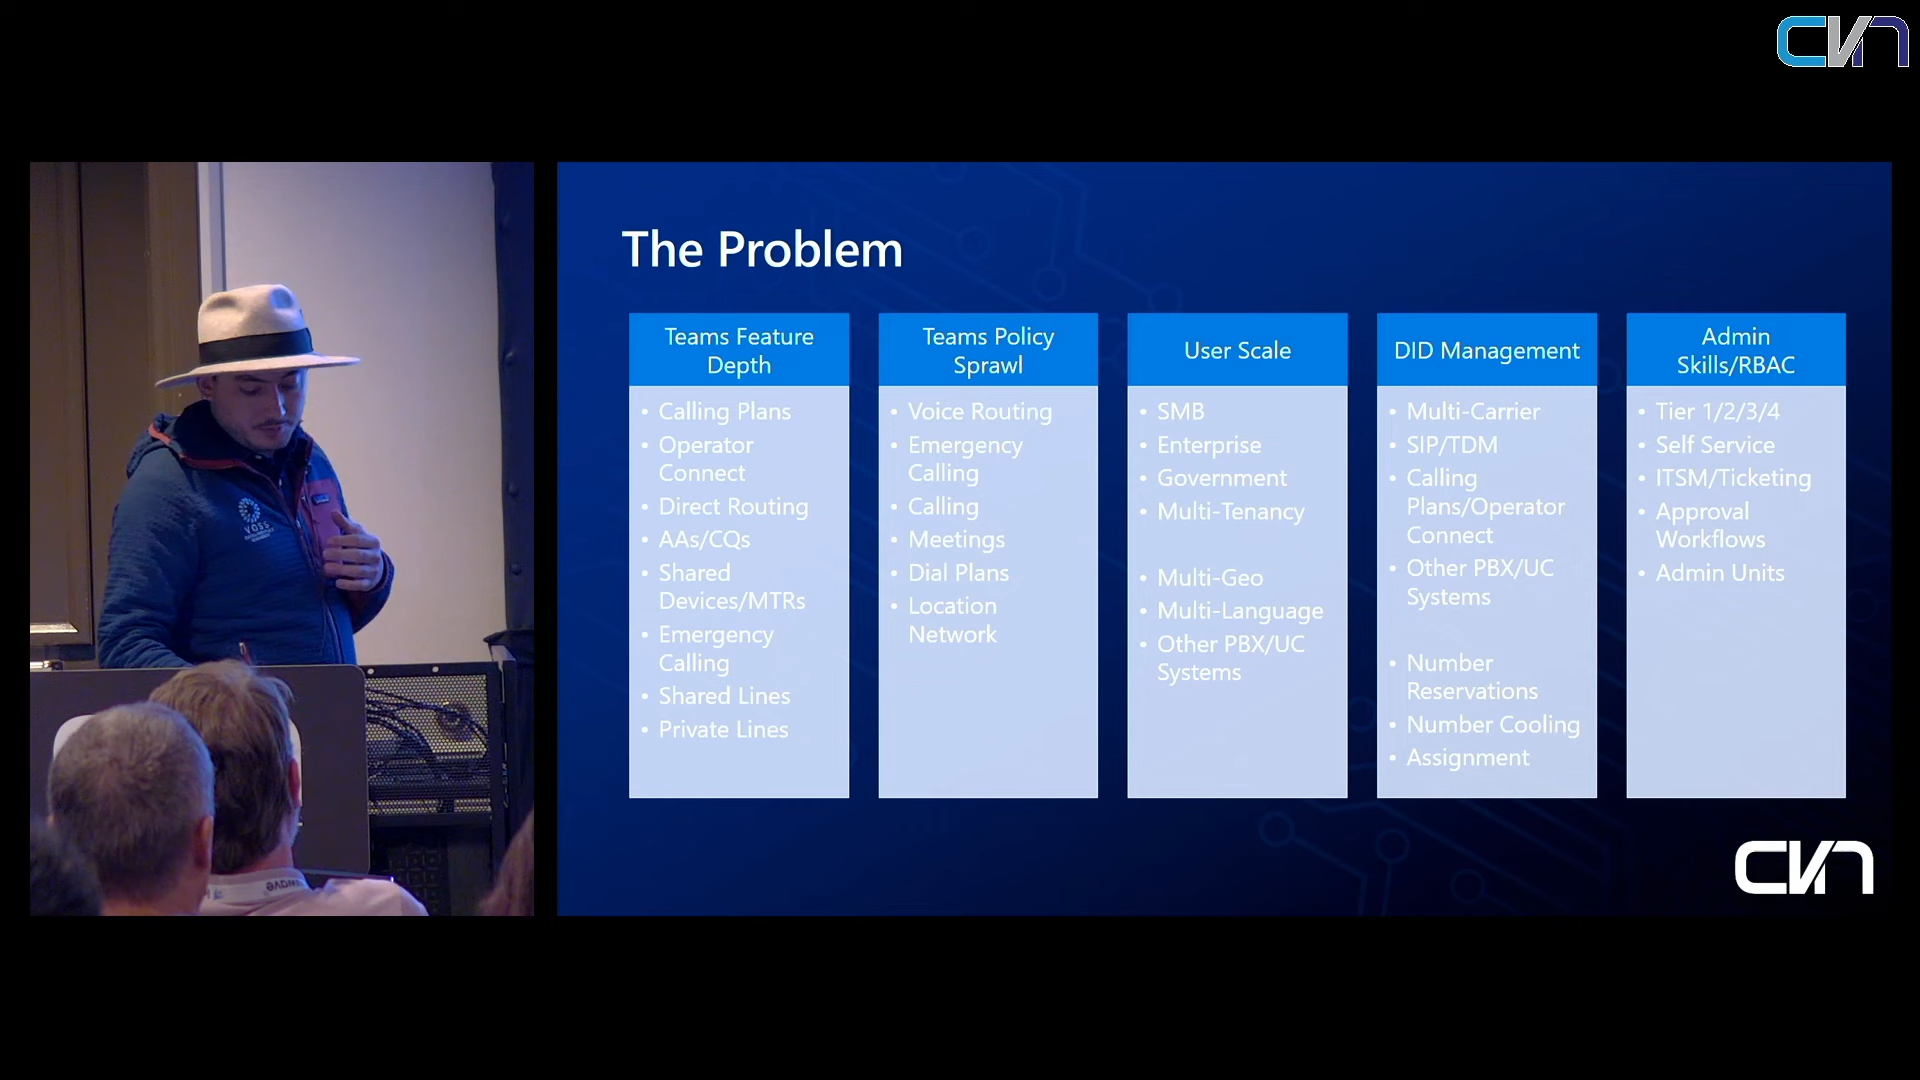 CVN
The Problem
Teams Feature
Depth
• Calling Plans
• Operator
Connect
• Direct Routing
• AAs/CQs
• Shared
Devices/MTRs
• Emergency
Calling
• Shared Lines
• Private Lines
Teams Policy
Sprawl
• Voice Routing
• Emergency
Calling
• Calling
• Meetings
• Dial Plans
• Location
Network
User Scale
• SMB
• Enterprise
• Government
• Multi-Tenancy
• Multi-Geo
• Multi-Language
• Other PBX/UC
Systems
DID Management
• Multi-Carrier
• SIP/TDM
• Calling
Plans/Operator
Connect
• Other PBX/UC
Systems
• Number
Reservations
• Number Cooling
• Assignment
Admin
Skills/RBAC
• Tier 1/2/3/4
• Self Service
• ITSM/Ticketing
• Approval
Workflows
• Admin Units
VOSS
CVN